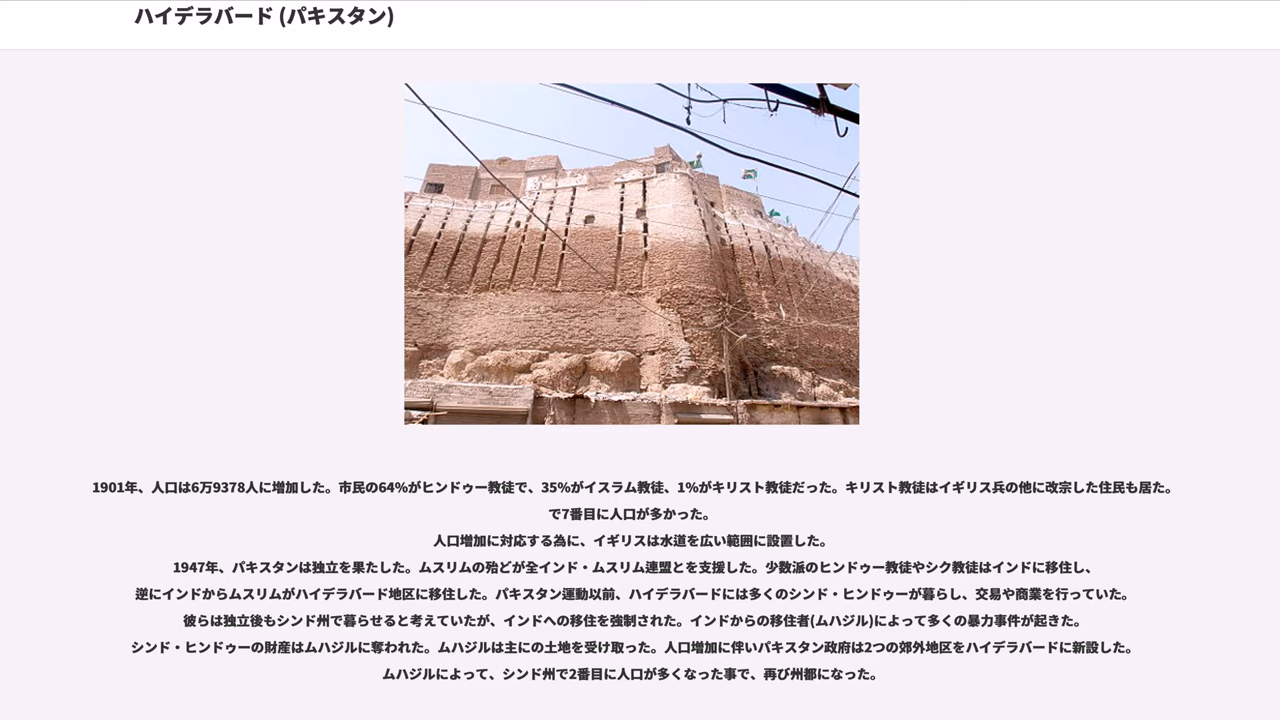 ハイデラバード (パキスタン)
1901年、人口は6万9378人に増加した。市民の64%がヒンドゥー教徒で、35%がイスラム教徒、1%がキリスト教徒だった。キリスト教徒はイギリス兵の他に改宗した住民も居た。
で7番目に人口が多かった。
人口増加に対応する為に、イギリスは水道を広い範囲に設置した。
1947年、パキスタンは独立を果たした。ムスリムの殆どが全インド・ムスリム連盟とを支援した。少数派のヒンドゥー教徒やシク教徒はインドに移住し、
逆にインドからムスリムがハイデラバード地区に移住した。パキスタン運動以前、ハイデラバードには多くのシンド・ヒンドゥーが暮らし、交易や商業を行っていた。
彼らは独立後もシンド州で暮らせると考えていたが、インドへの移住を強制された。インドからの移住者(ムハジル)によって多くの暴力事件が起きた。
シンド・ヒンドゥーの財産はムハジルに奪われた。ムハジルは主にの土地を受け取った。人口増加に伴いパキスタン政府は2つの郊外地区をハイデラバードに新設した。
ムハジルによって、シンド州で2番目に人口が多くなった事で、再び州都になった。